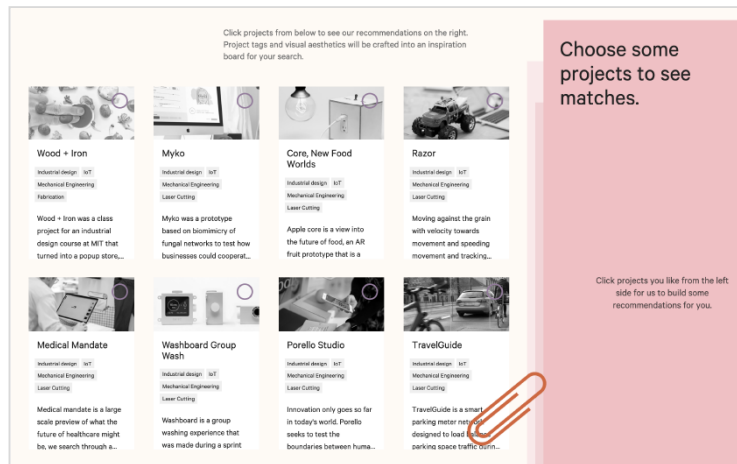 Click projects from below to see our recommendations on the right.
Project tags and visual aesthetics will be crafted into an inspiration
board for your search.
Choose some
projects to see
matches.
Wood + Iron
Industrial design IoT
Mechanical Engineering
Fabrication
Wood + Iron was a class
project for an industrial
design course at MIT that
turned into a popup store,...
Myko
Industrial design IoT
Mechanical Engineering
Laser Cutting
Myko was a prototype
based on biomimicry of
fungal networks to test how
businesses could cooperat...
Core, New Food
Worlds
Industrial design IoT
Mechanical Engineering
Laser Cutting
Apple core is a view into
the future of food, an AR
fruit prototype that is a
Razor
Industrial design IoT
Mechanical Engineering
Laser Cutting
Moving against the grain
with velocity towards
movement and speeding
movement and tracking...
Click projects you like from the left
side for us to build some
recommendations for you.
Medical Mandate
Industrial design IoT
Mechanical Engineering
Laser Cutting
Medical mandate is a large
scale preview of what the
future of healthcare might
be, we search through a...
Washboard Group
Wash
Industrial design IoT
Mechanical Engineering
Laser Cutting
Washboard is a group
washing experience that
was made during a sprint
Porello Studio
Industrial design IoT
Mechanical Engineering
Laser Cutting
Innovation only goes so far
in today's world. Porello
seeks to test the
boundaries between huma...
TravelGuide
Industrial design IoT
Mechanical Engineering
Laser Cutting
TravelGuide is a smart
parking meter
designed to load
parking space traffic durin...